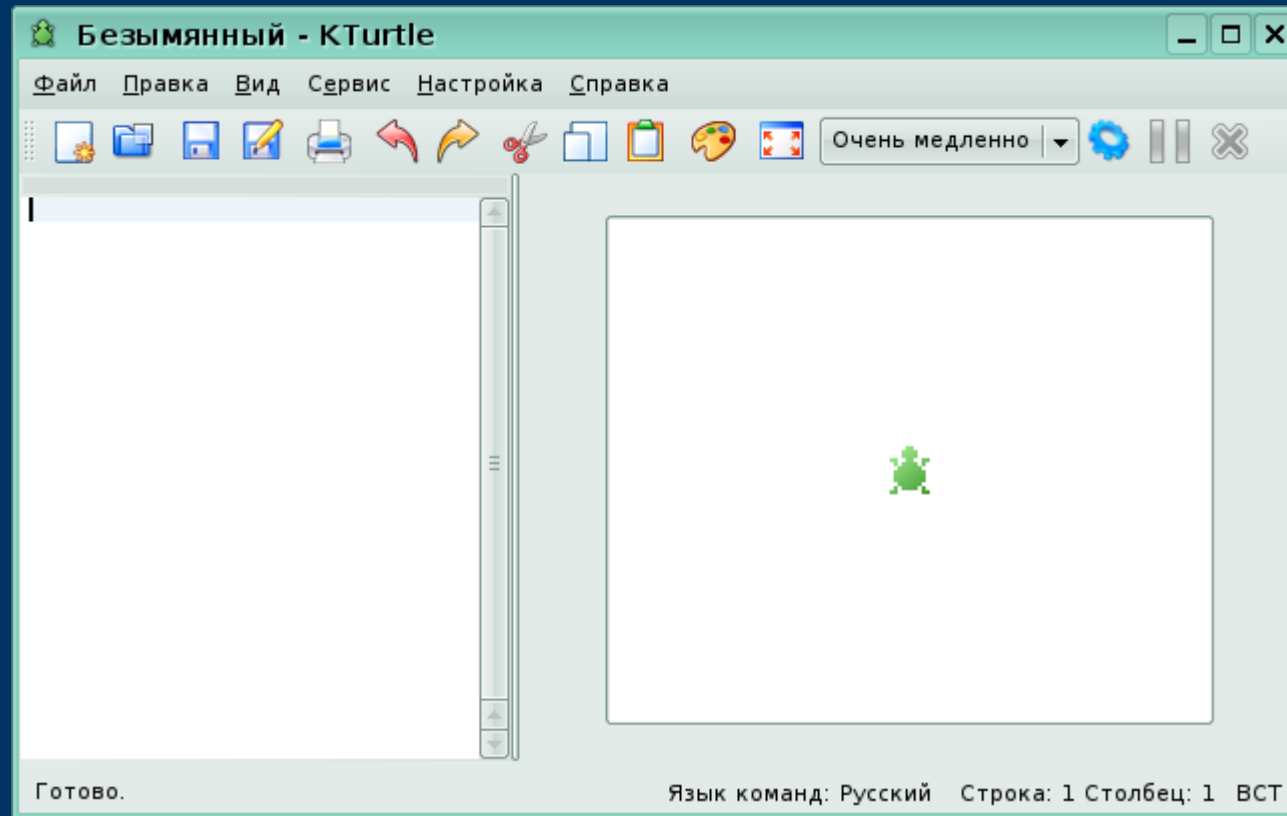 Безымянный - KTurtle
Файл Правка Вид Сервис Настройка Справка
Очень медленно
Готово. Язык команд: Русский Строка: 1 Столбец: 1 ВСТ